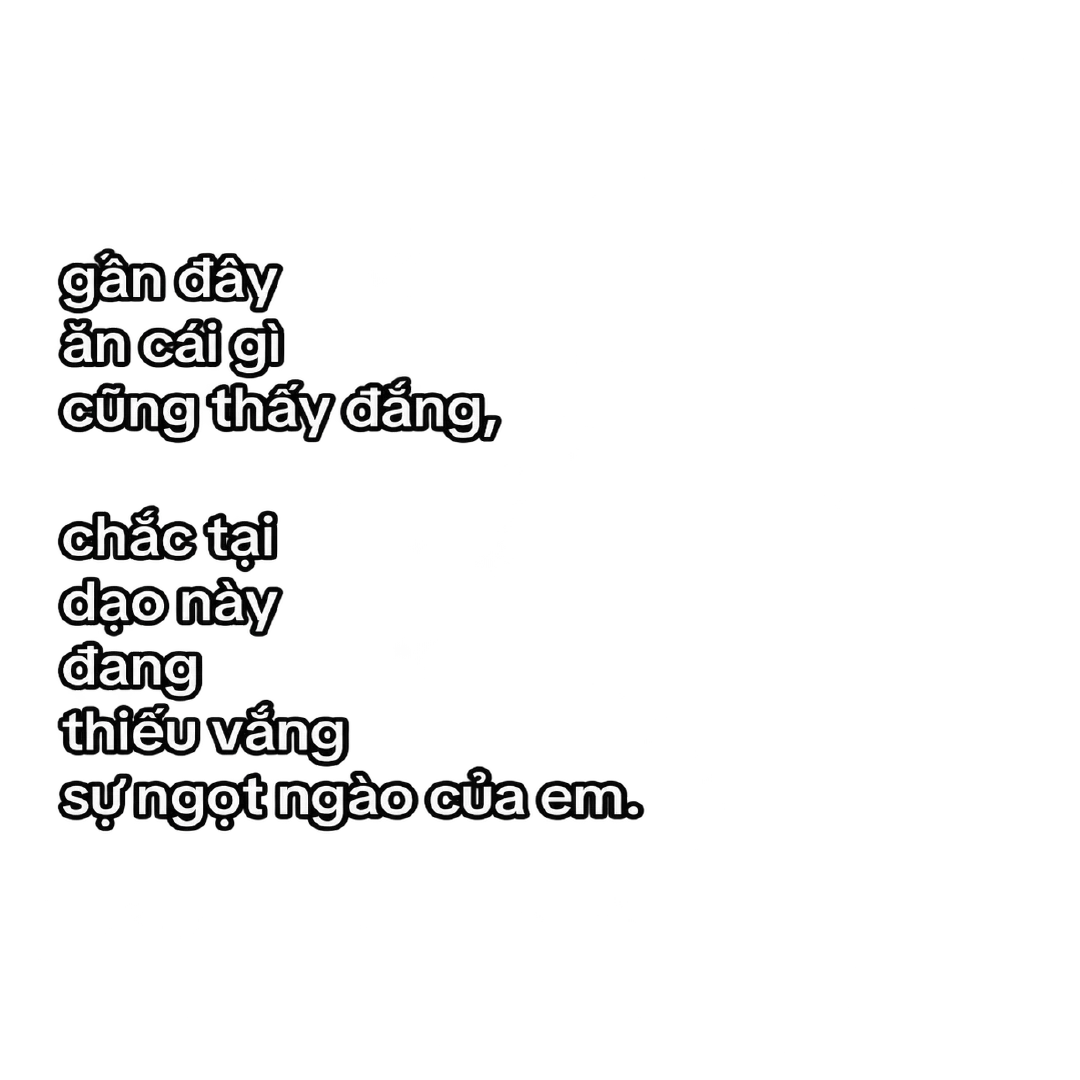 gần đây
ăn cái gì
cũng thấy đắng,
chắc tại
dạo này
đang
thiếu vắng
sự ngọt ngào của em.